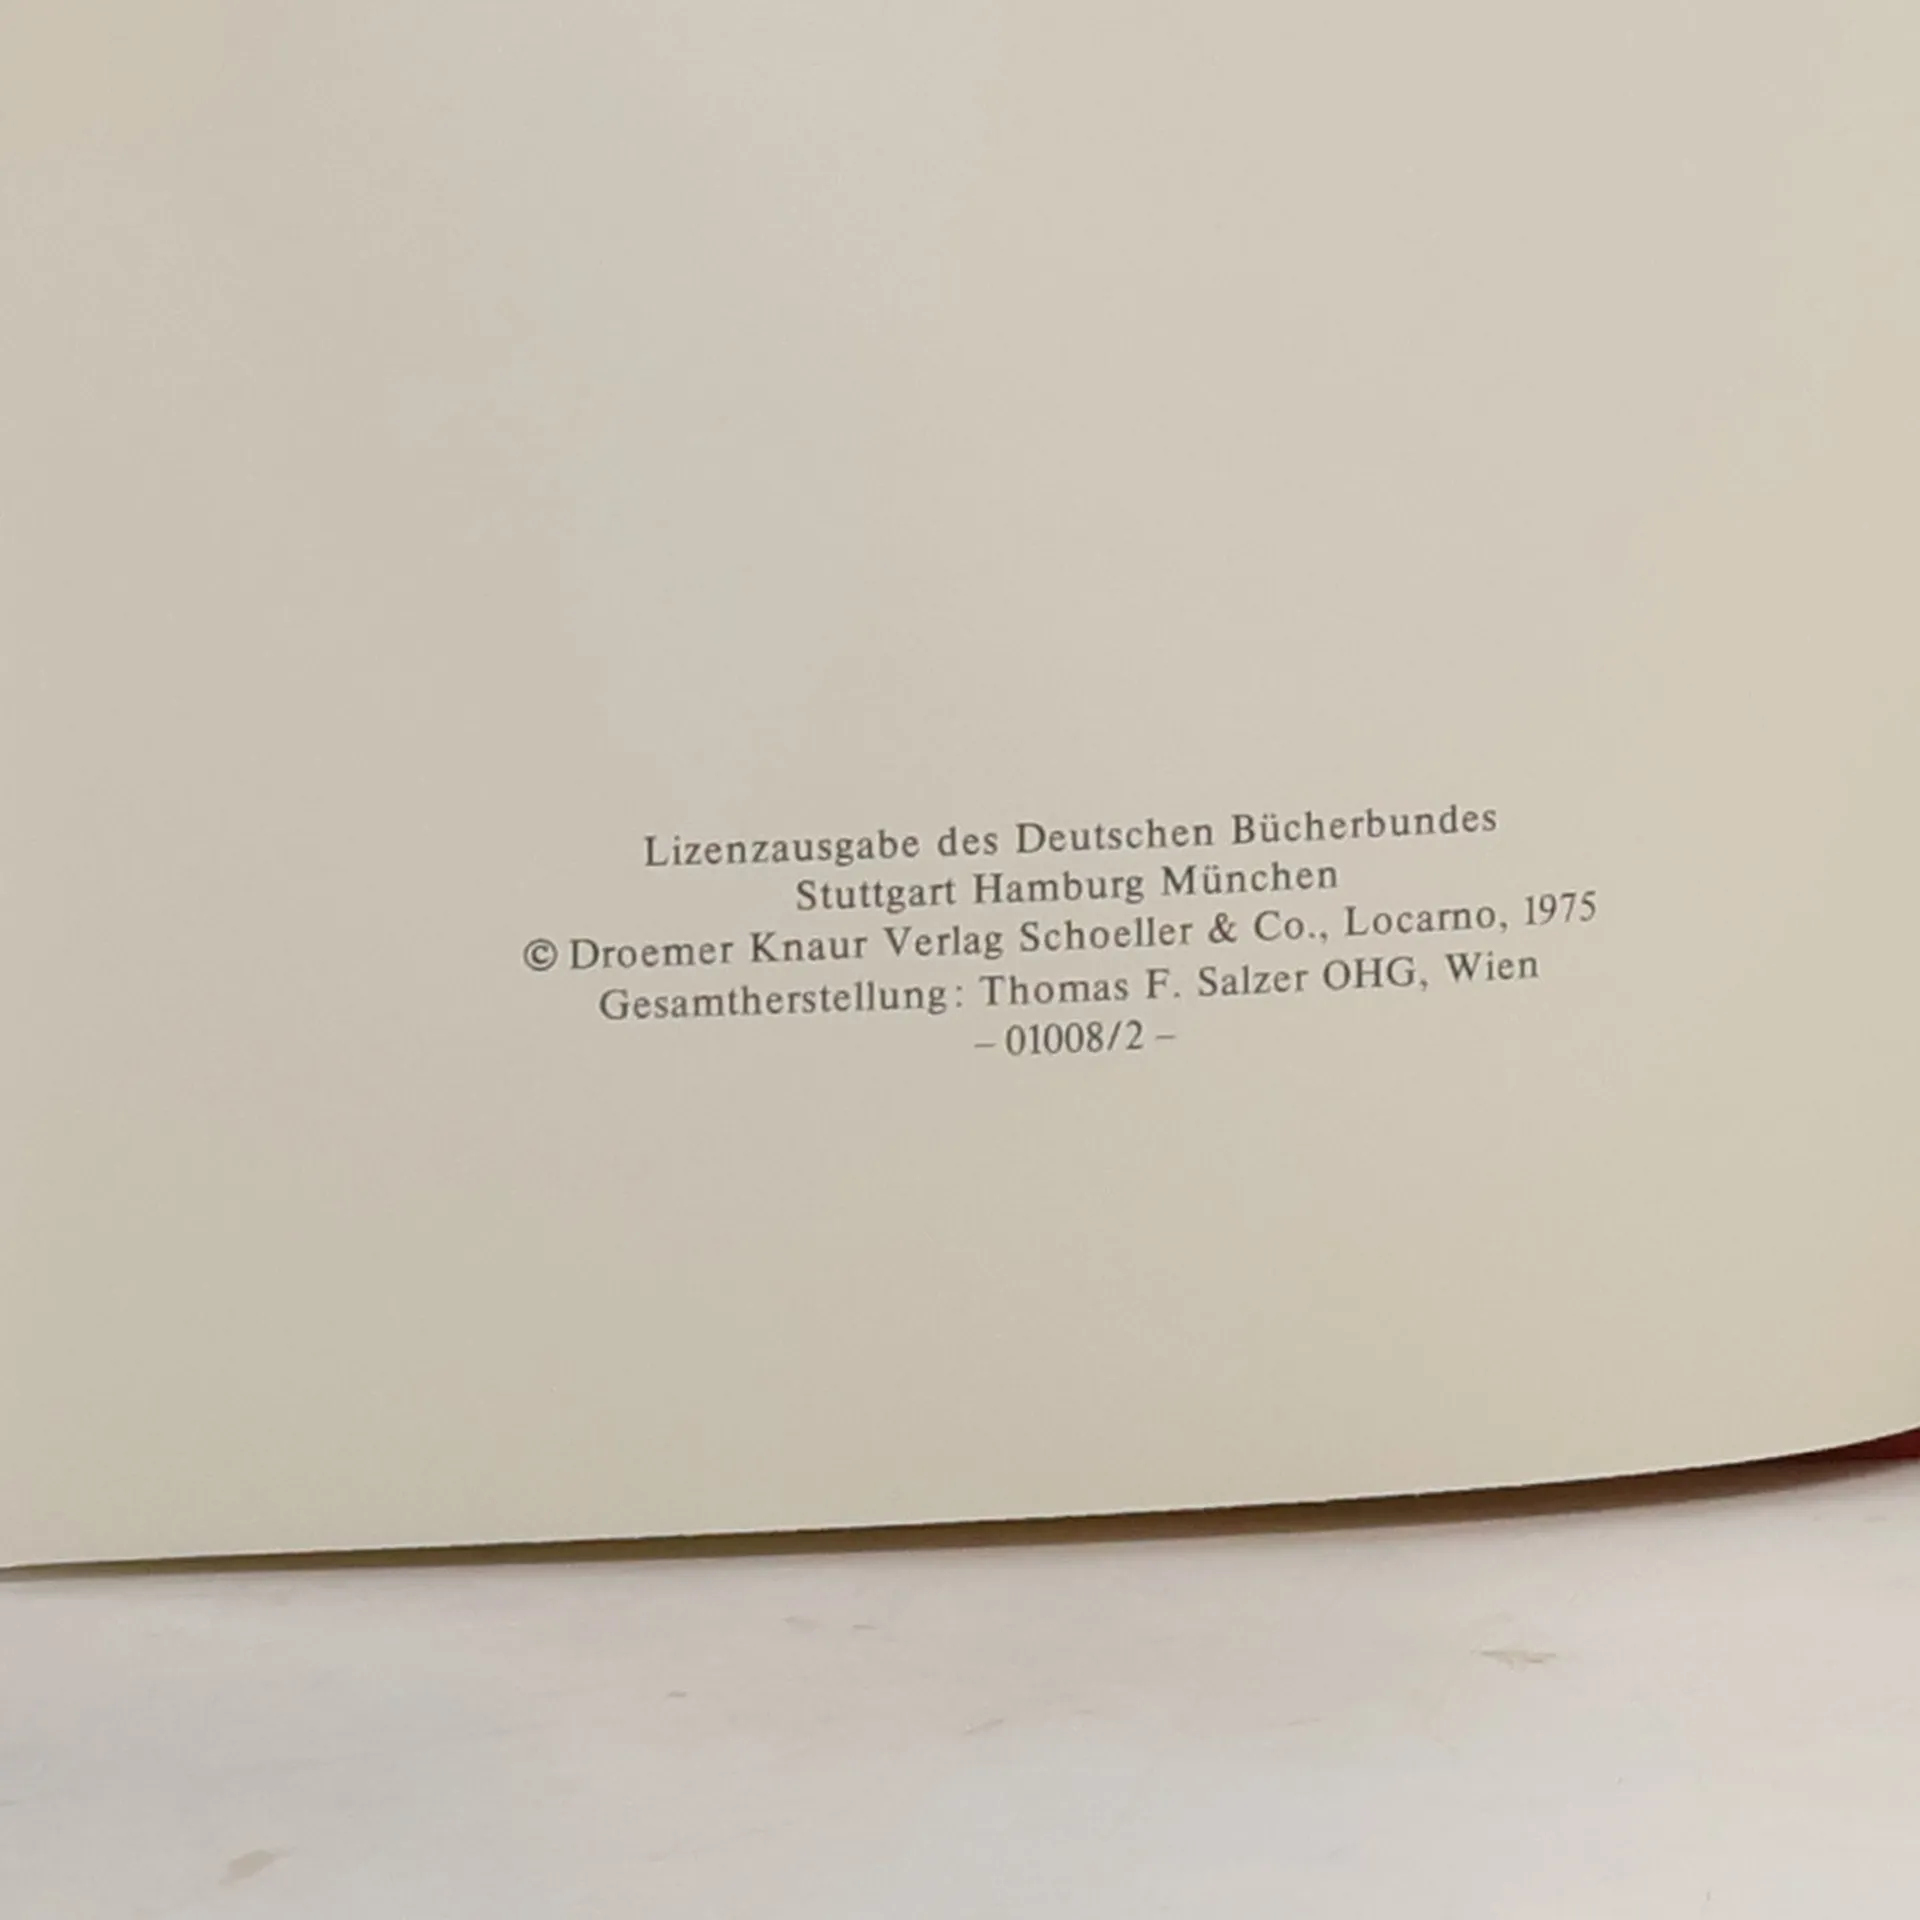 Lizenzausgabe des Deutschen Bücherbundes
Stuttgart Hamburg München
© Droemer Knaur Verlag Schoeller & Co., Locarno, 1975
Gesamtherstellung: Thomas F. Salzer OHG, Wien
– 01008/2 –